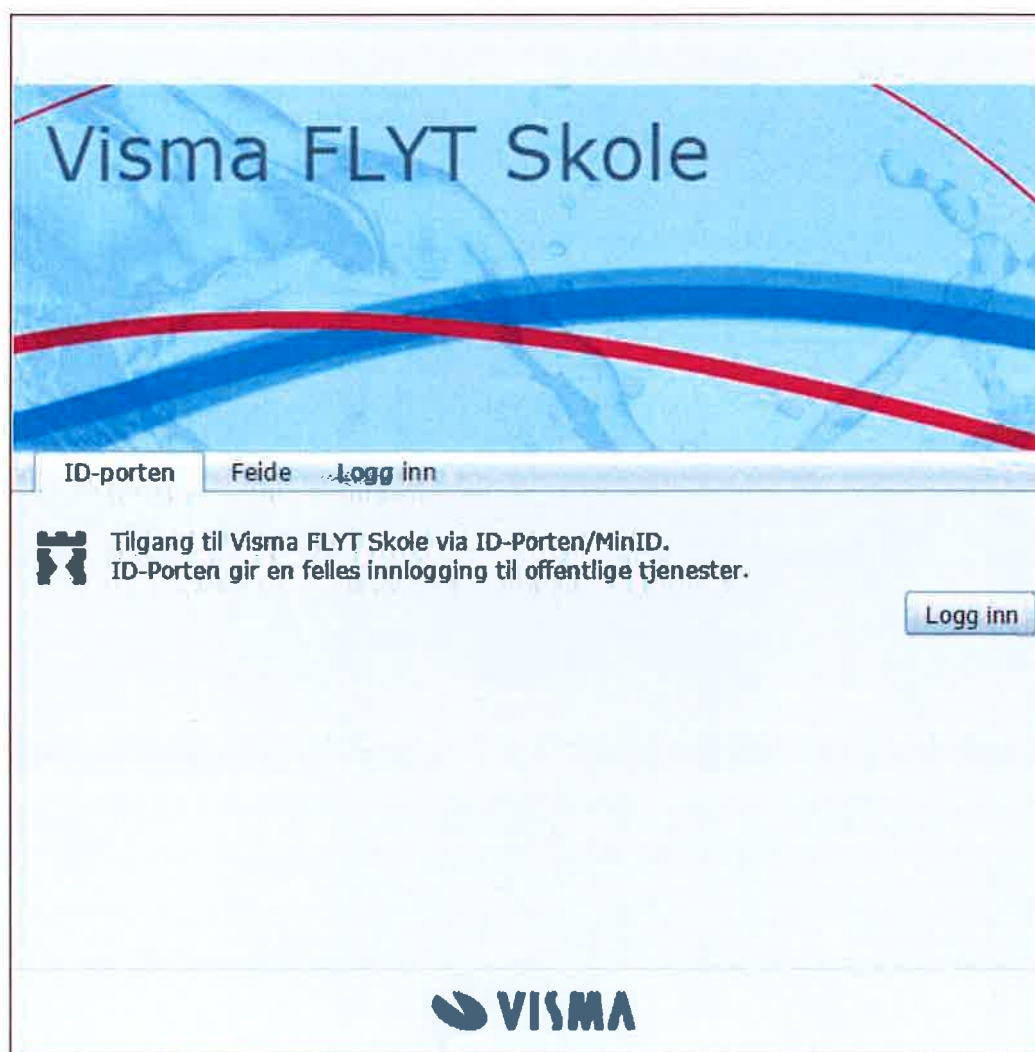 Visma FLYT Skole
ID-porten Feide Logg inn
Tilgang til Visma FLYT Skole via ID-Porten/MinID.
ID-Porten gir en felles innlogging til offentlige tjenester.
Logg inn
VISMA